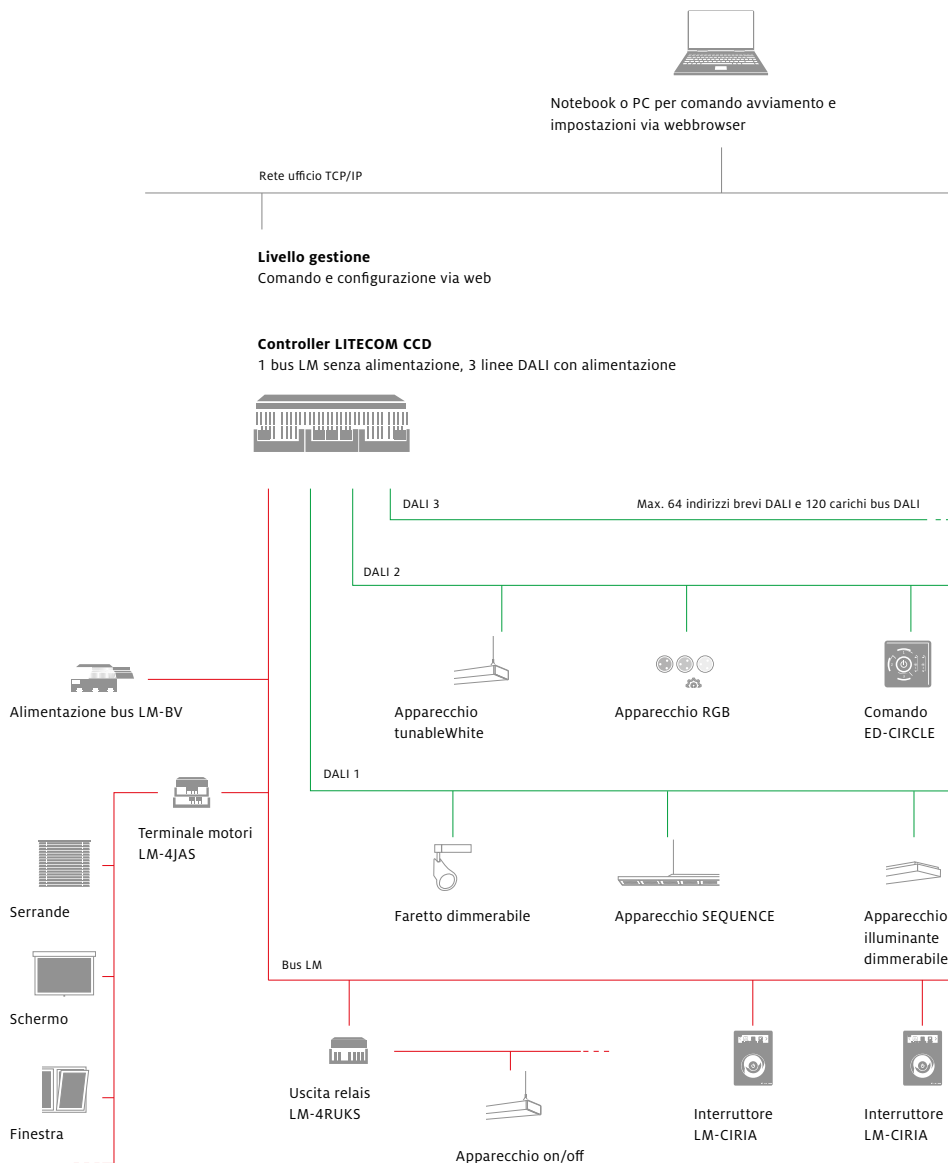 Notebook o PC per comando avviamento e
impostazioni via webbrowser
Rete ufficio TCP/IP
Livello gestione
Comando e configurazione via web
Controller LITECOM CCD
1 bus LM senza alimentazione, 3 linee DALI con alimentazione
DALI 3
Max. 64 indirizzi brevi DALI e 120 carichi bus DALI
DALI 2
Alimentazione bus LM-BV
Apparecchio
tunableWhite
Apparecchio RGB
Comando
ED-CIRCLE
DALI 1
Terminale motori
LM-4JAS
Serrande
Faretto dimmerabile
Apparecchio SEQUENCE
Apparecchio
illuminante
dimmerabile
Bus LM
Schermo
Uscita relais
LM-4RUKS
Interruttore
LM-CIRIA
Interruttore
LM-CIRIA
Finestra
Apparecchio on/off